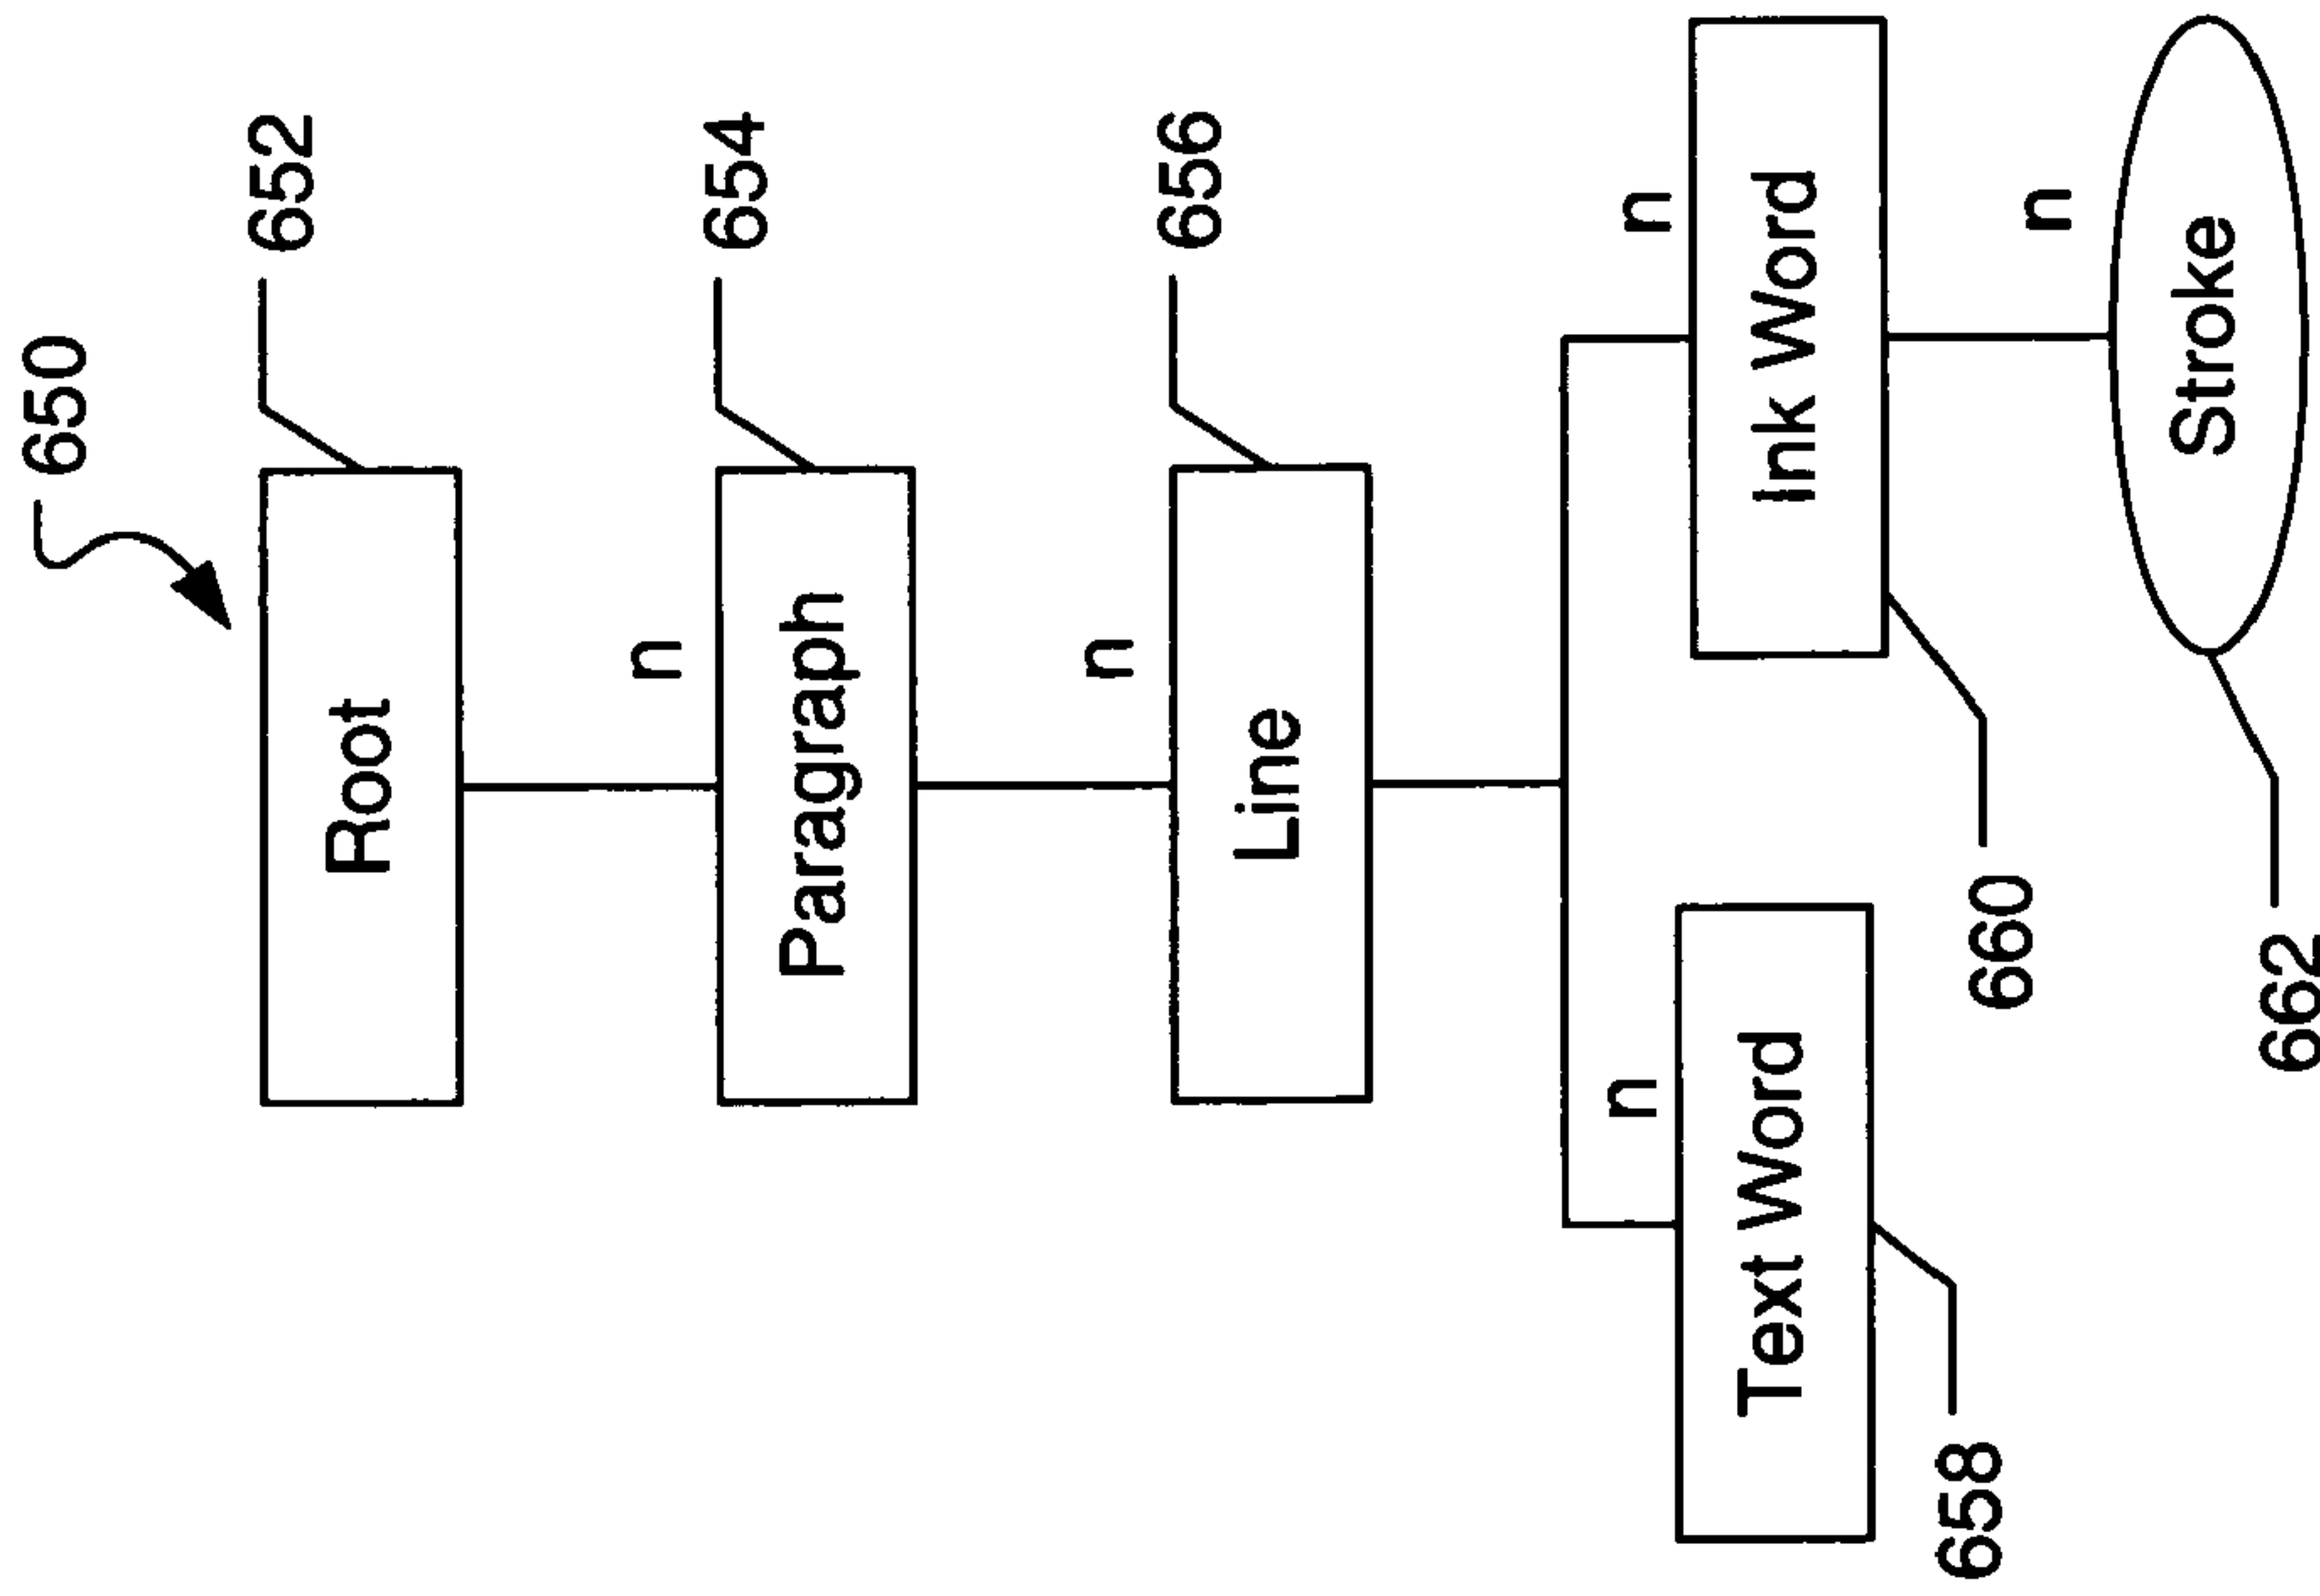 650
Root
652
n
Paragraph
654
n
Line
656
n
Text Word
658
n
Ink Word
660
n
Stroke
662